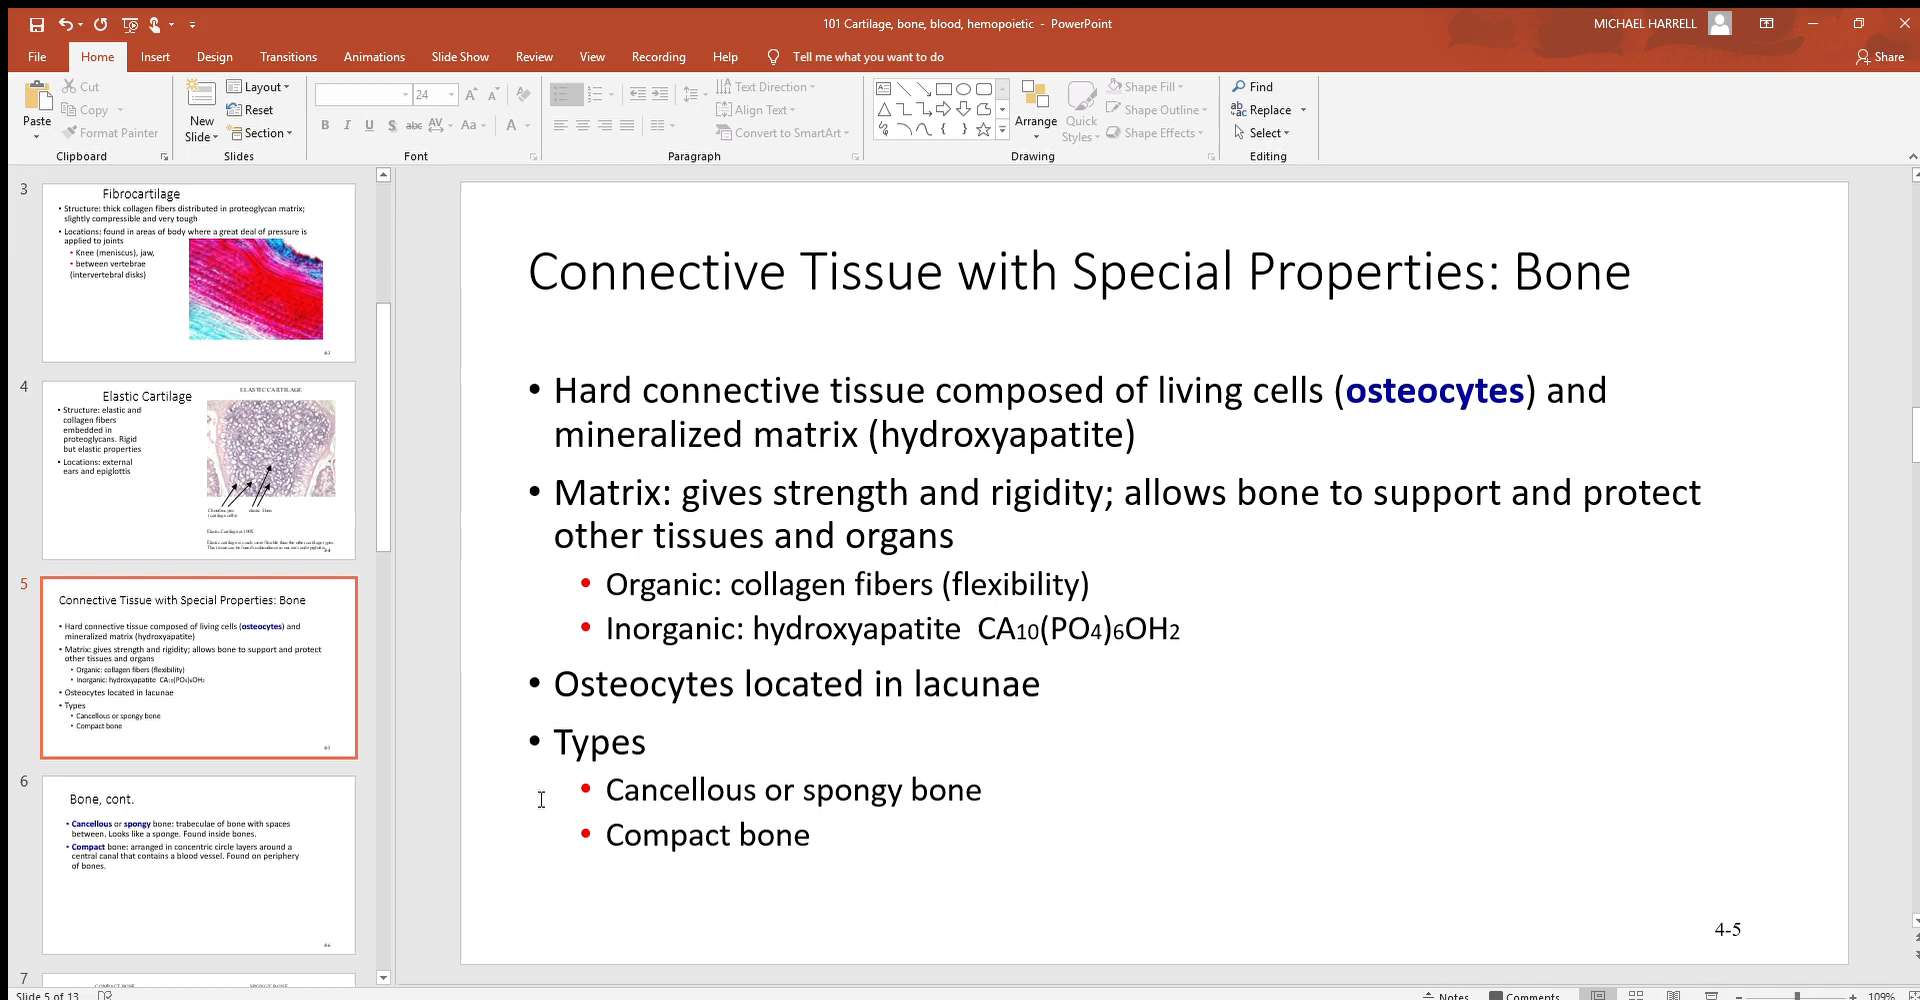 101 Cartilage, bone, blood, hemopoietic - PowerPoint
MICHAEL HARRELL
File Home Insert Design Transitions Animations Slide Show Review View Recording Help Tell me what you want to do
Share
Paste
Cut
Copy
Format Painter
Clipboard
New Slide
Layout
Reset
Section
Slides
24
B I U S abc AV Aa A
Font
Text Direction
Align Text
Convert to SmartArt
Paragraph
Arrange
Quick Styles
Shape Fill
Shape Outline
Shape Effects
Drawing
Find
Replace
Select
Editing
3
Fibrocartilage
• Structure: thick collagen fibers distributed in proteoglycan matrix;
slightly compressible and very tough
• Locations: found in areas of body where a great deal of pressure is
applied to joints
• Knee (meniscus), jaw,
• between vertebrae
(intervertebral disks)
4
Elastic Cartilage
ELASTIC CARTILAGE
• Structure: elastic and
collagen fibers
embedded in
proteoglycans. Rigid
but elastic properties
• Locations: external
ears and epiglottis
Elastic Cartilage at 100X
5
Connective Tissue with Special Properties: Bone
• Hard connective tissue composed of living cells (osteocytes) and
mineralized matrix (hydroxyapatite)
• Matrix: gives strength and rigidity; allows bone to support and protect
other tissues and organs
• Organic: collagen fibers (flexibility)
• Inorganic: hydroxyapatite CA10(PO4)6OH2
• Osteocytes located in lacunae
• Types
• Cancellous or spongy bone
• Compact bone
6
Bone, cont.
• Cancellous or spongy bone: trabeculae of bone with spaces
between. Looks like a sponge. Found inside bones.
• Compact bone: arranged in concentric circle layers around a
central canal that contains a blood vessel. Found on periphery
of bones.
7
COMPACT BONE SPONGY BONE
Connective Tissue with Special Properties: Bone
• Hard connective tissue composed of living cells (osteocytes) and
mineralized matrix (hydroxyapatite)
• Matrix: gives strength and rigidity; allows bone to support and protect
other tissues and organs
• Organic: collagen fibers (flexibility)
• Inorganic: hydroxyapatite CA10(PO4)6OH2
• Osteocytes located in lacunae
• Types
• Cancellous or spongy bone
• Compact bone
4-5
Slide 5 of 13
Notes
Comments
109%